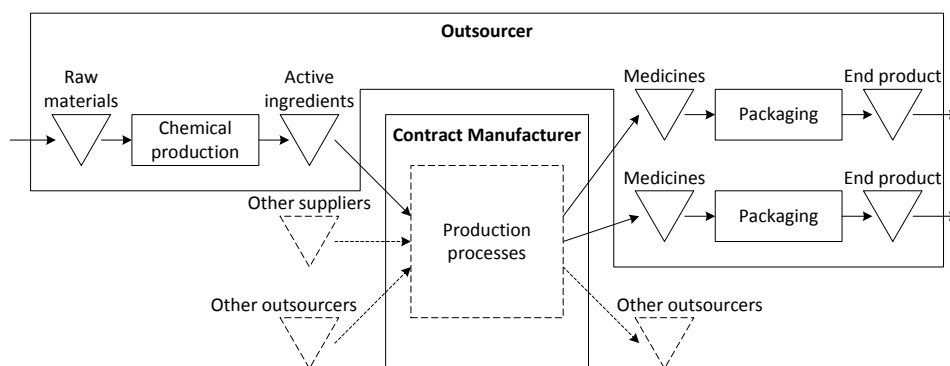 Outsourcer
Raw
materials
Chemical
production
Active
ingredients
Medicines
Packaging
End product
Contract Manufacturer
Production
processes
Medicines
Packaging
End product
Other suppliers
Other outsourcers
Other outsourcers